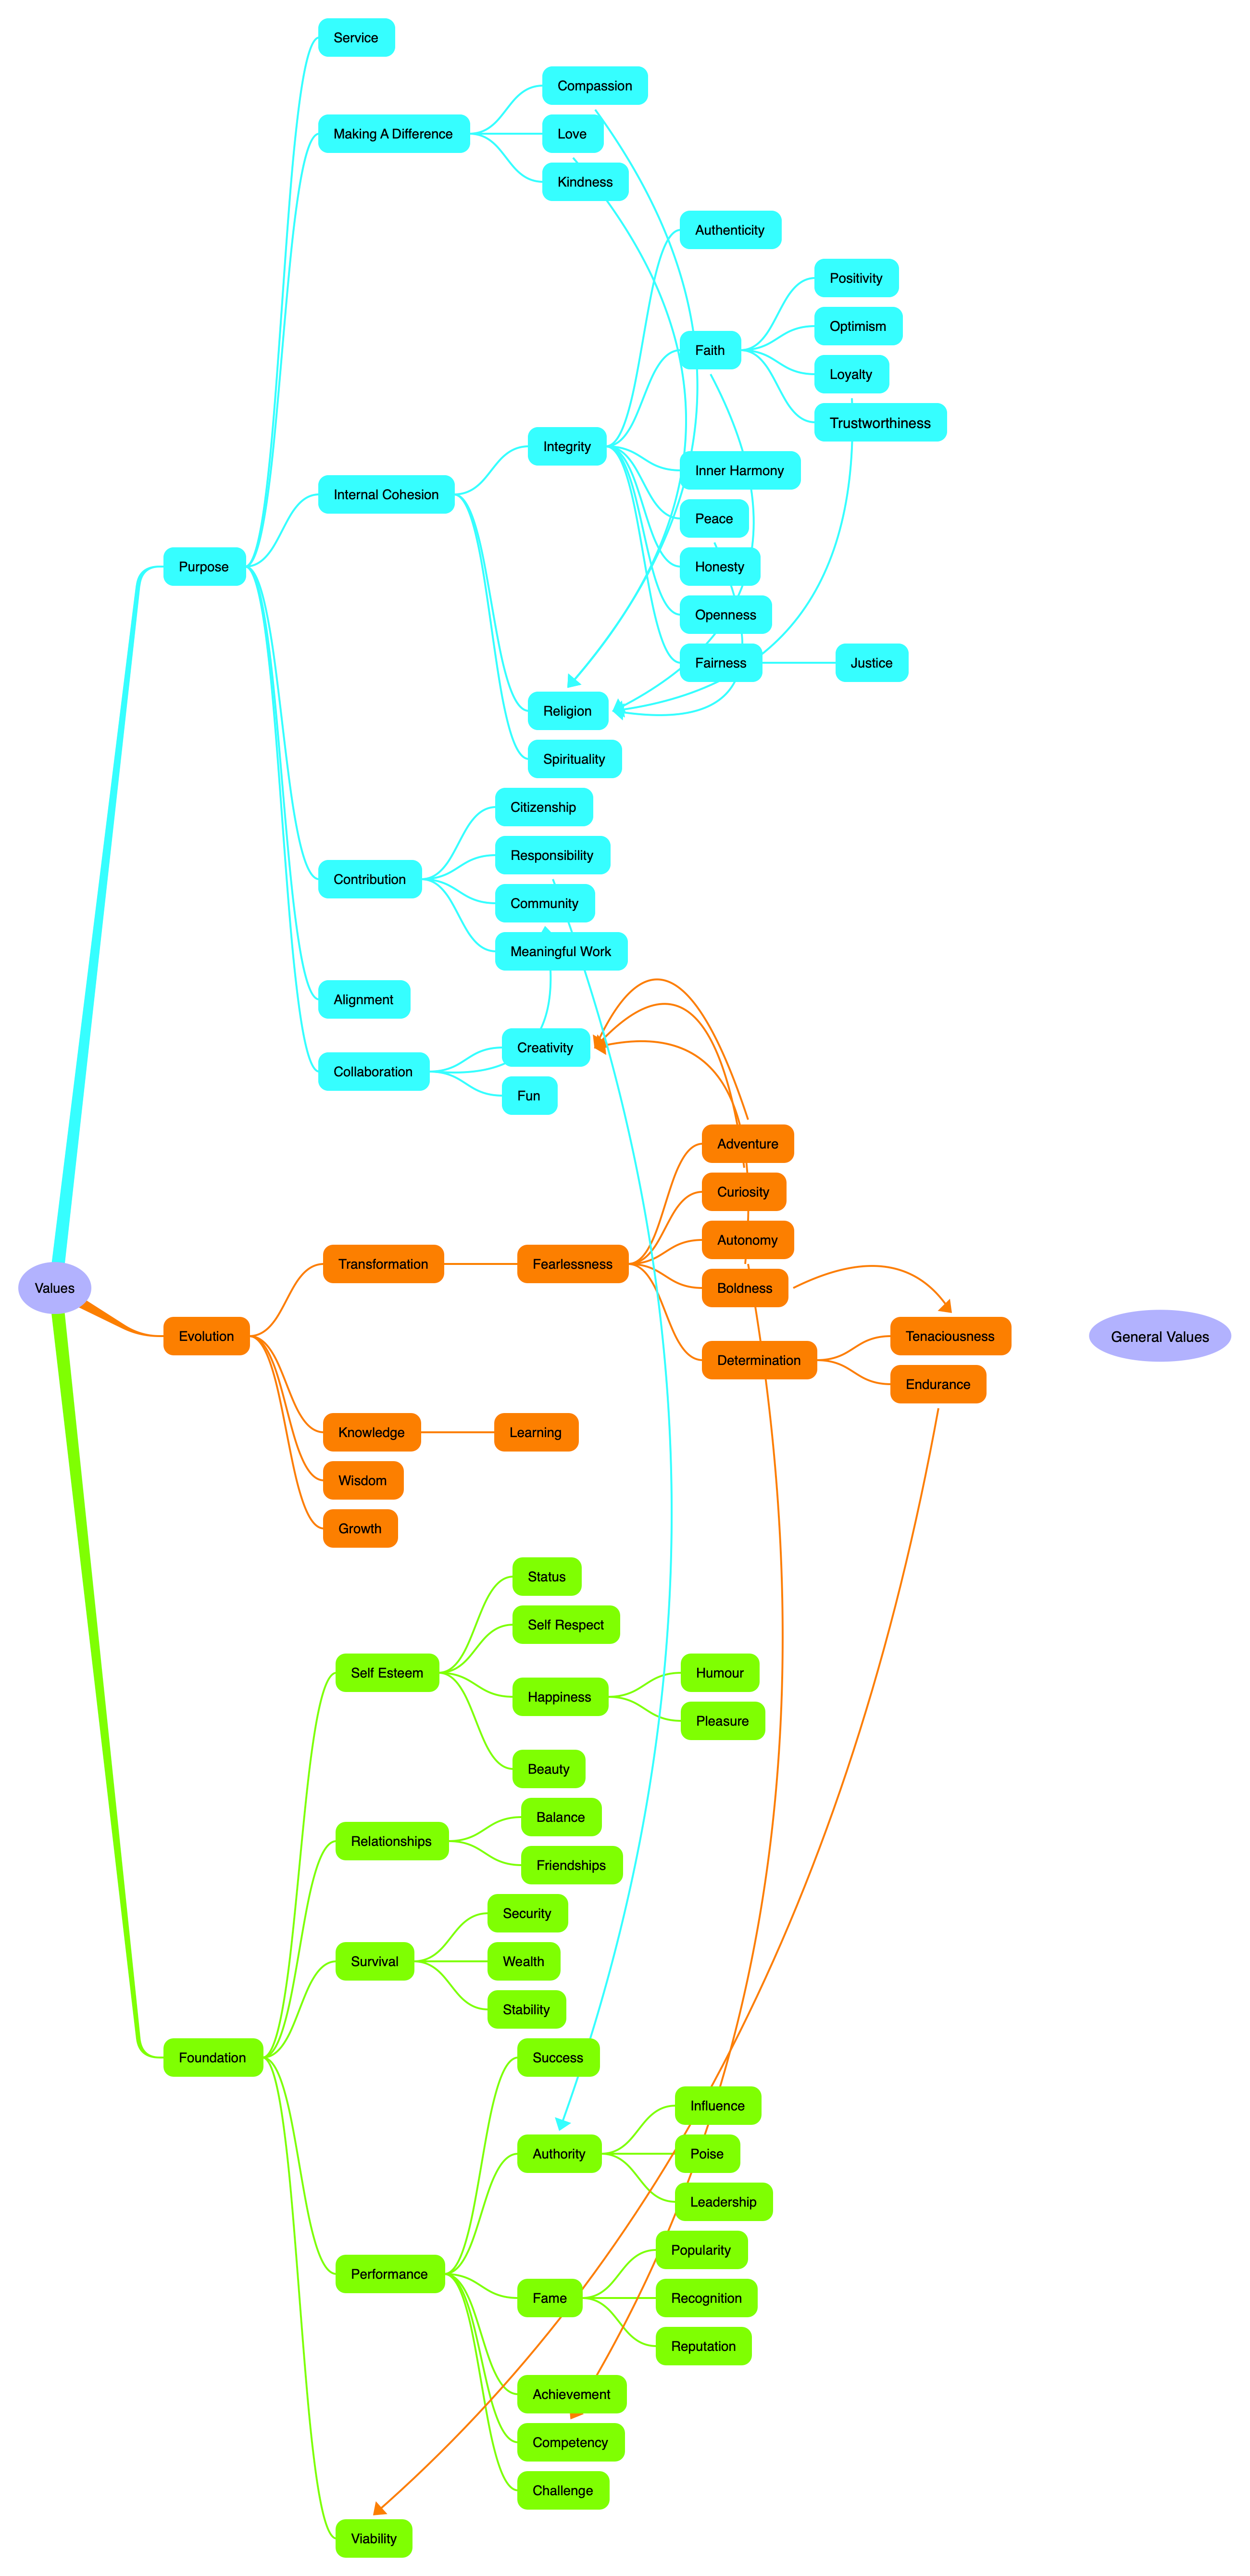 Service
Compassion
Making A Difference
Love
Kindness
Authenticity
Positivity
Optimism
Faith
Loyalty
Trustworthiness
Integrity
Inner Harmony
Internal Cohesion
Peace
Purpose
Honesty
Openness
Fairness
Justice
Religion
Spirituality
Citizenship
Responsibility
Contribution
Community
Meaningful Work
Alignment
Creativity
Collaboration
Fun
Adventure
Curiosity
Autonomy
Transformation
Fearlessness
Boldness
Values
Evolution
Tenaciousness
General Values
Determination
Endurance
Knowledge
Learning
Wisdom
Growth
Status
Self Respect
Self Esteem
Humour
Happiness
Pleasure
Beauty
Balance
Relationships
Friendships
Security
Survival
Wealth
Stability
Foundation
Success
Influence
Authority
Poise
Leadership
Popularity
Performance
Fame
Recognition
Reputation
Achievement
Competency
Challenge
Viability